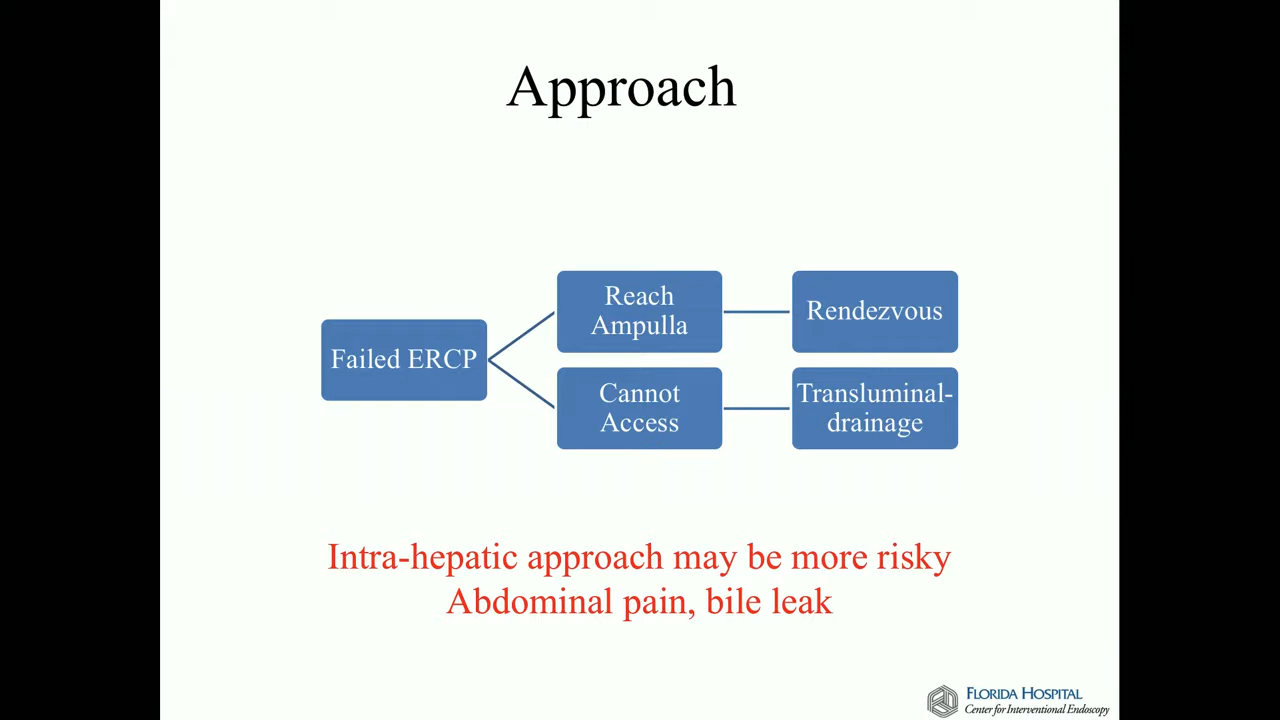 Approach
Failed ERCP
Reach
Ampulla
Rendezvous
Cannot
Access
Transluminal-
drainage
Intra-hepatic approach may be more risky
Abdominal pain, bile leak
FLORIDA HOSPITAL
Center for Interventional Endoscopy